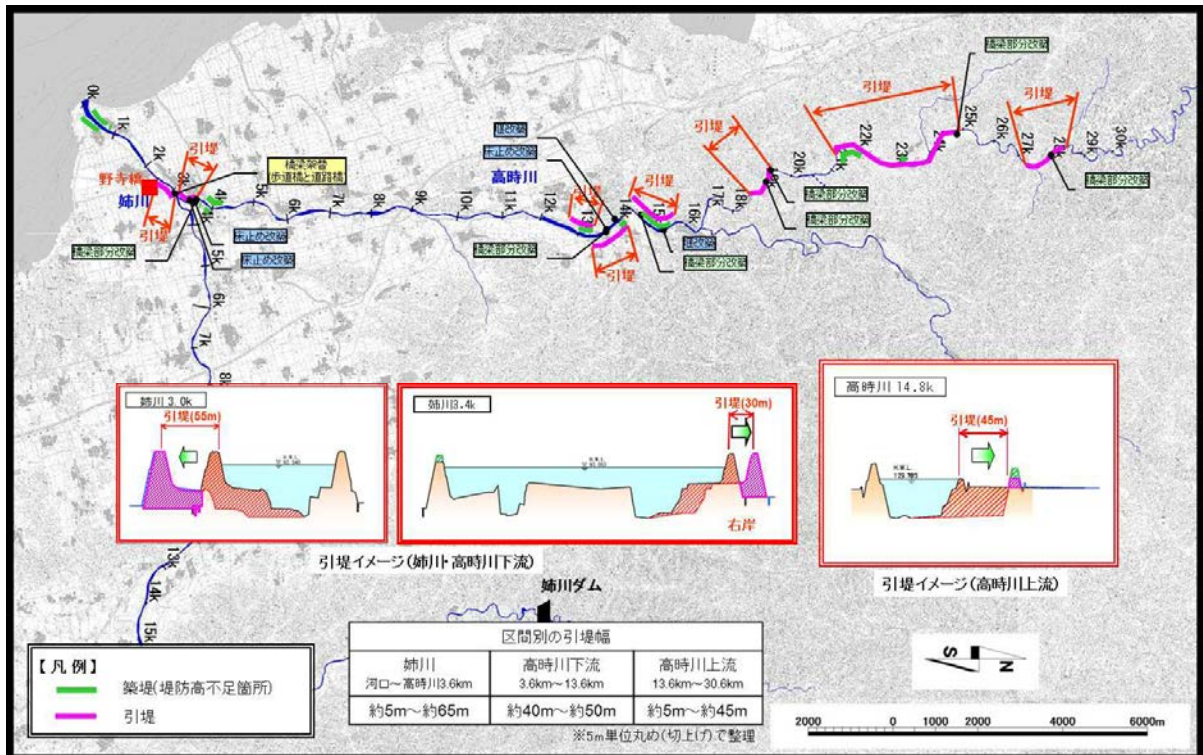 0k
1k
2k
3k
4k
5k
6k
7k
8k
9k
10k
11k
12k
13k
14k
15k
16k
17k
18k
20k
22k
23k
25k
26k
27k
29k
30k
引堤
引堤
引堤
引堤
引堤
引堤
引堤
引堤
野寺橋
姉川
高時川
橋梁架替
歩道橋と道路橋
橋梁部分改築
床止め改築
床止め改築
堰改築
床止め改築
橋梁部分改築
堰改築
橋梁部分改築
橋梁部分改築
橋梁部分改築
橋梁部分改築
橋梁部分改築
4k
5k
6k
7k
8k
13k
14k
15k
姉川 3.0k
引堤(55m)
H.W.L.
姉川3.4k
引堤(30m)
H.W.L.
右岸
高時川 14.8k
引堤(45m)
H.W.L.
129.785
引堤イメージ(姉川・高時川下流)
引堤イメージ(高時川上流)
姉川ダム
区間別の引堤幅
姉川 高時川下流 高時川上流
河口～高時川3.6km 3.6km～13.6km 13.6km～30.6km
約5m～約65m 約40m～約50m 約5m～約45m
※5m単位丸め(切上げ)で整理
【凡例】
築堤(堤防高不足箇所)
引堤
S N
2000 0 1000 2000 4000 6000m